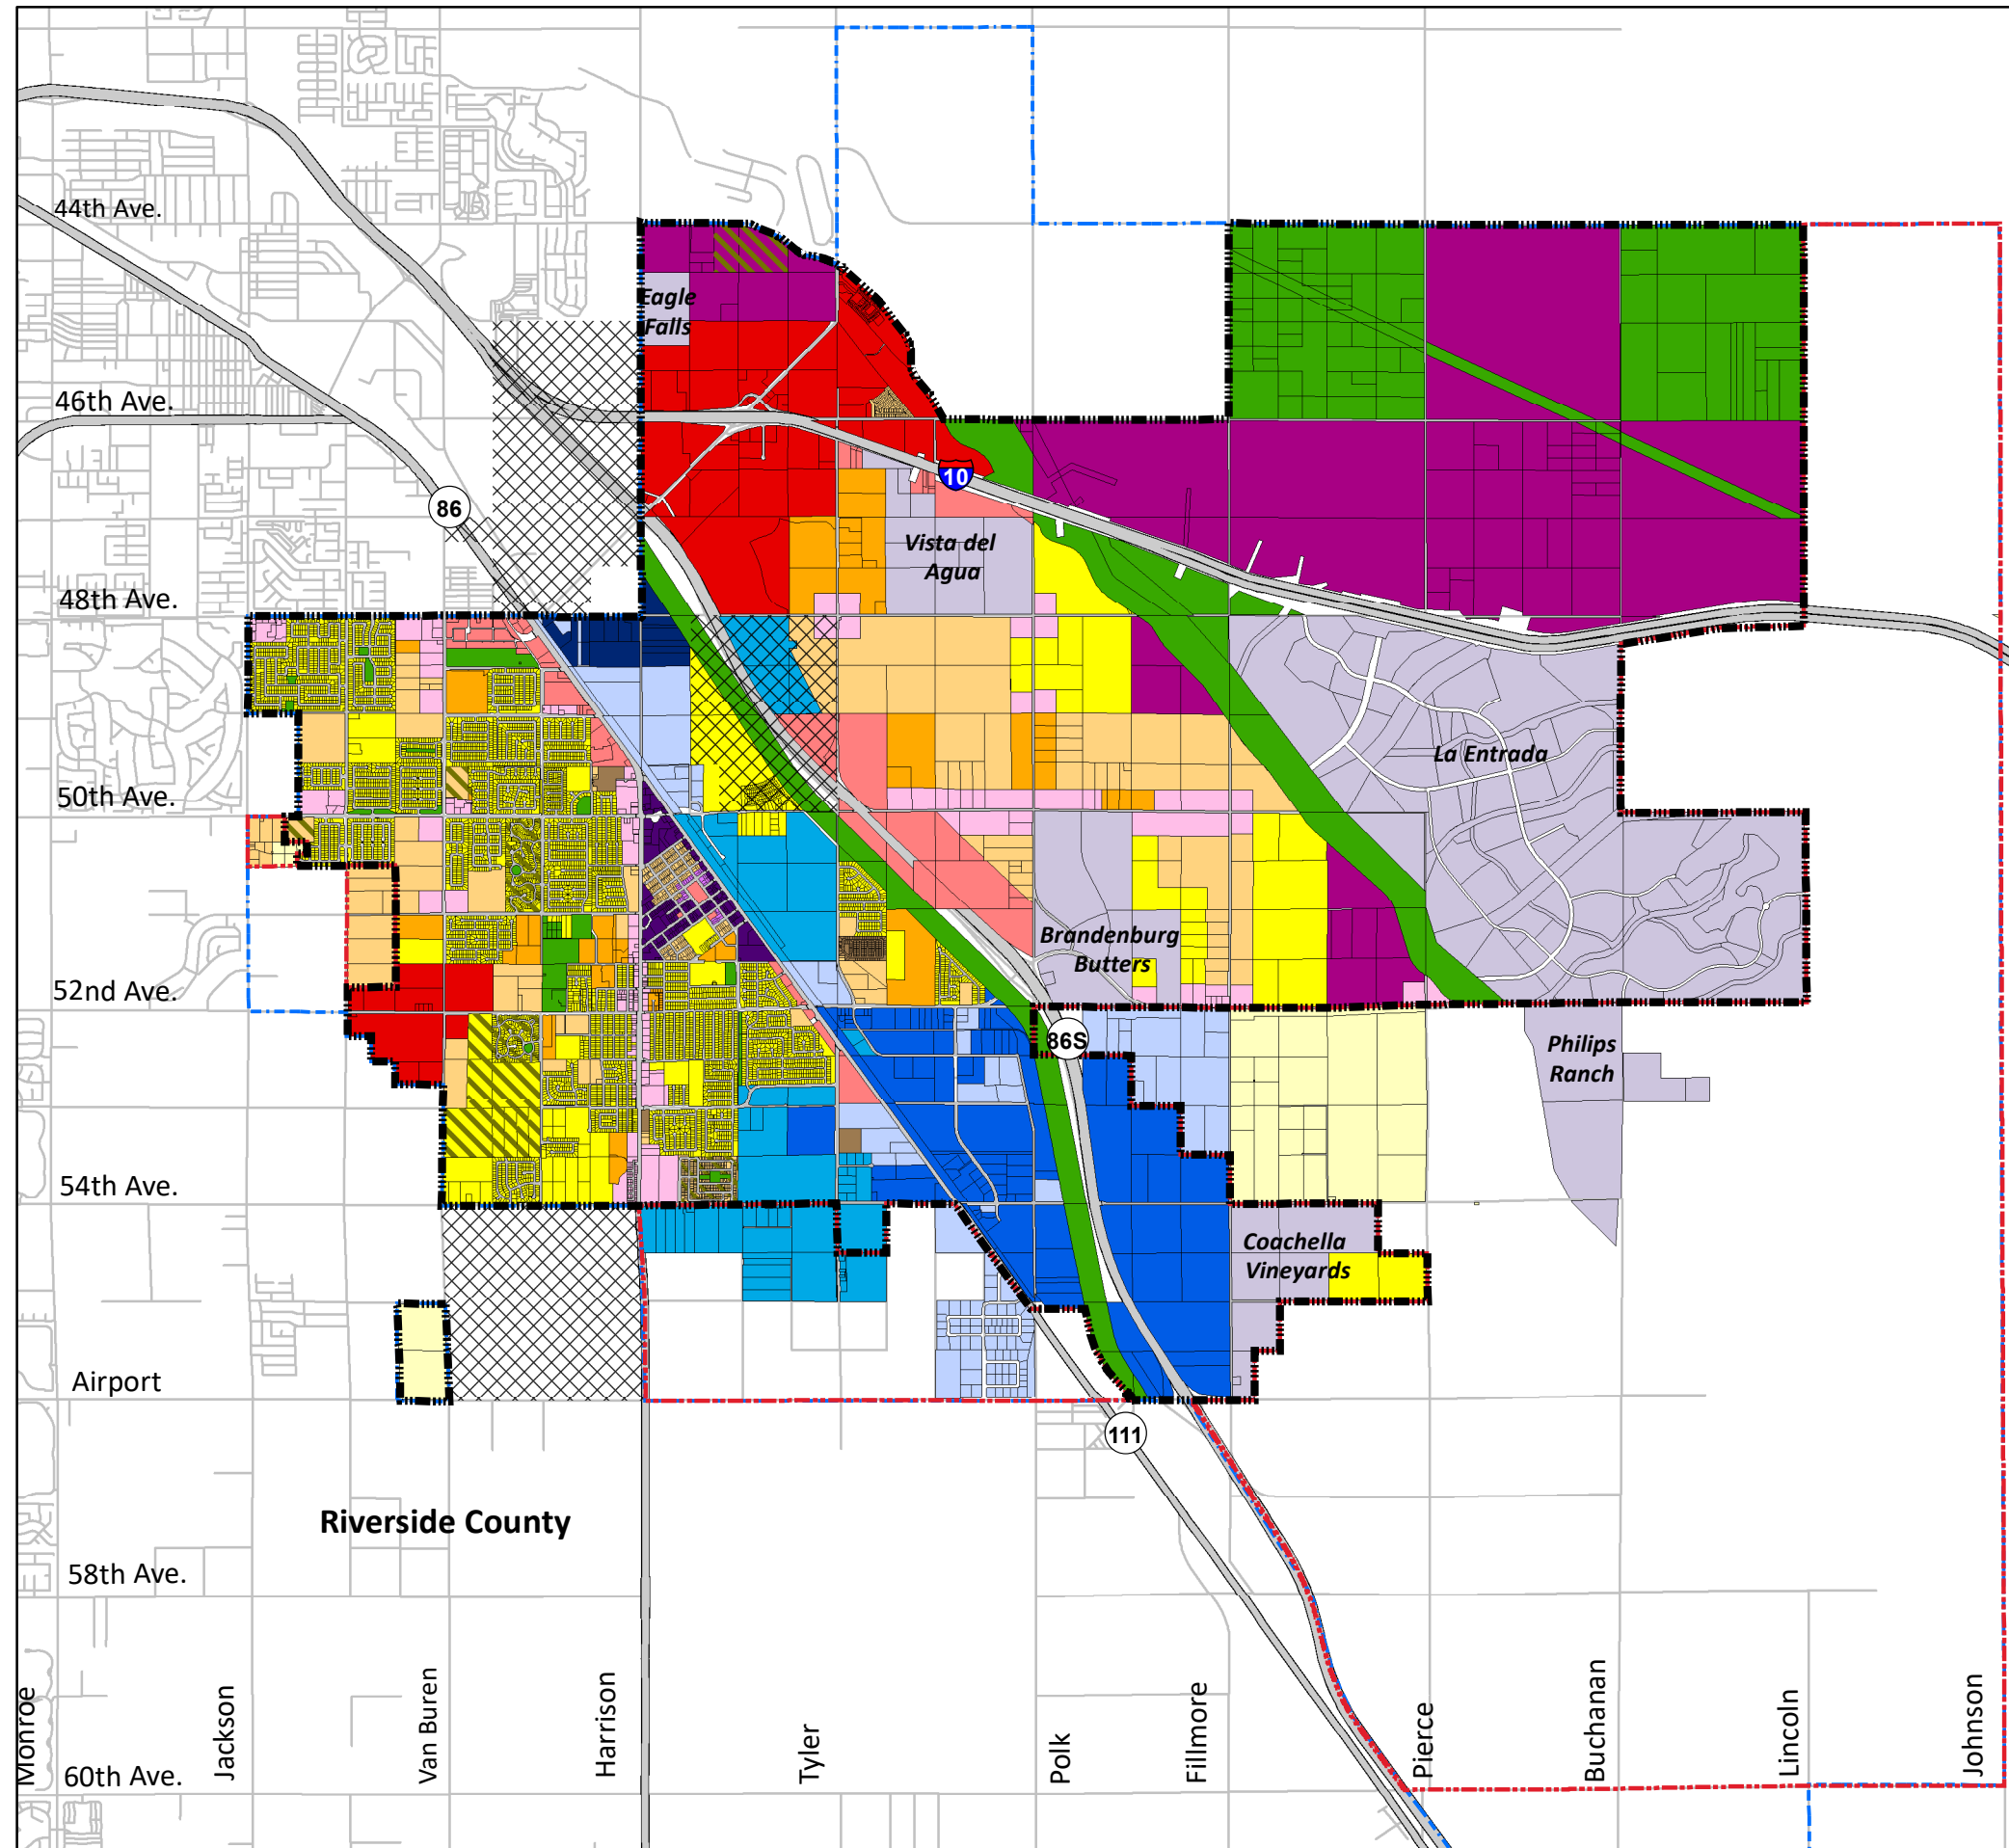 44th Ave.
Eagle
Falls
46th Ave.
10
86
Vista del
Agua
48th Ave.
La Entrada
50th Ave.
Brandenburg
Butters
52nd Ave.
86S
Philips
Ranch
54th Ave.
Coachella
Vineyards
Airport
111
Riverside County
58th Ave.
Monroe
Jackson
Van Buren
Harrison
Tyler
Polk
Fillmore
Pierce
Buchanan
Lincoln
Johnson
60th Ave.